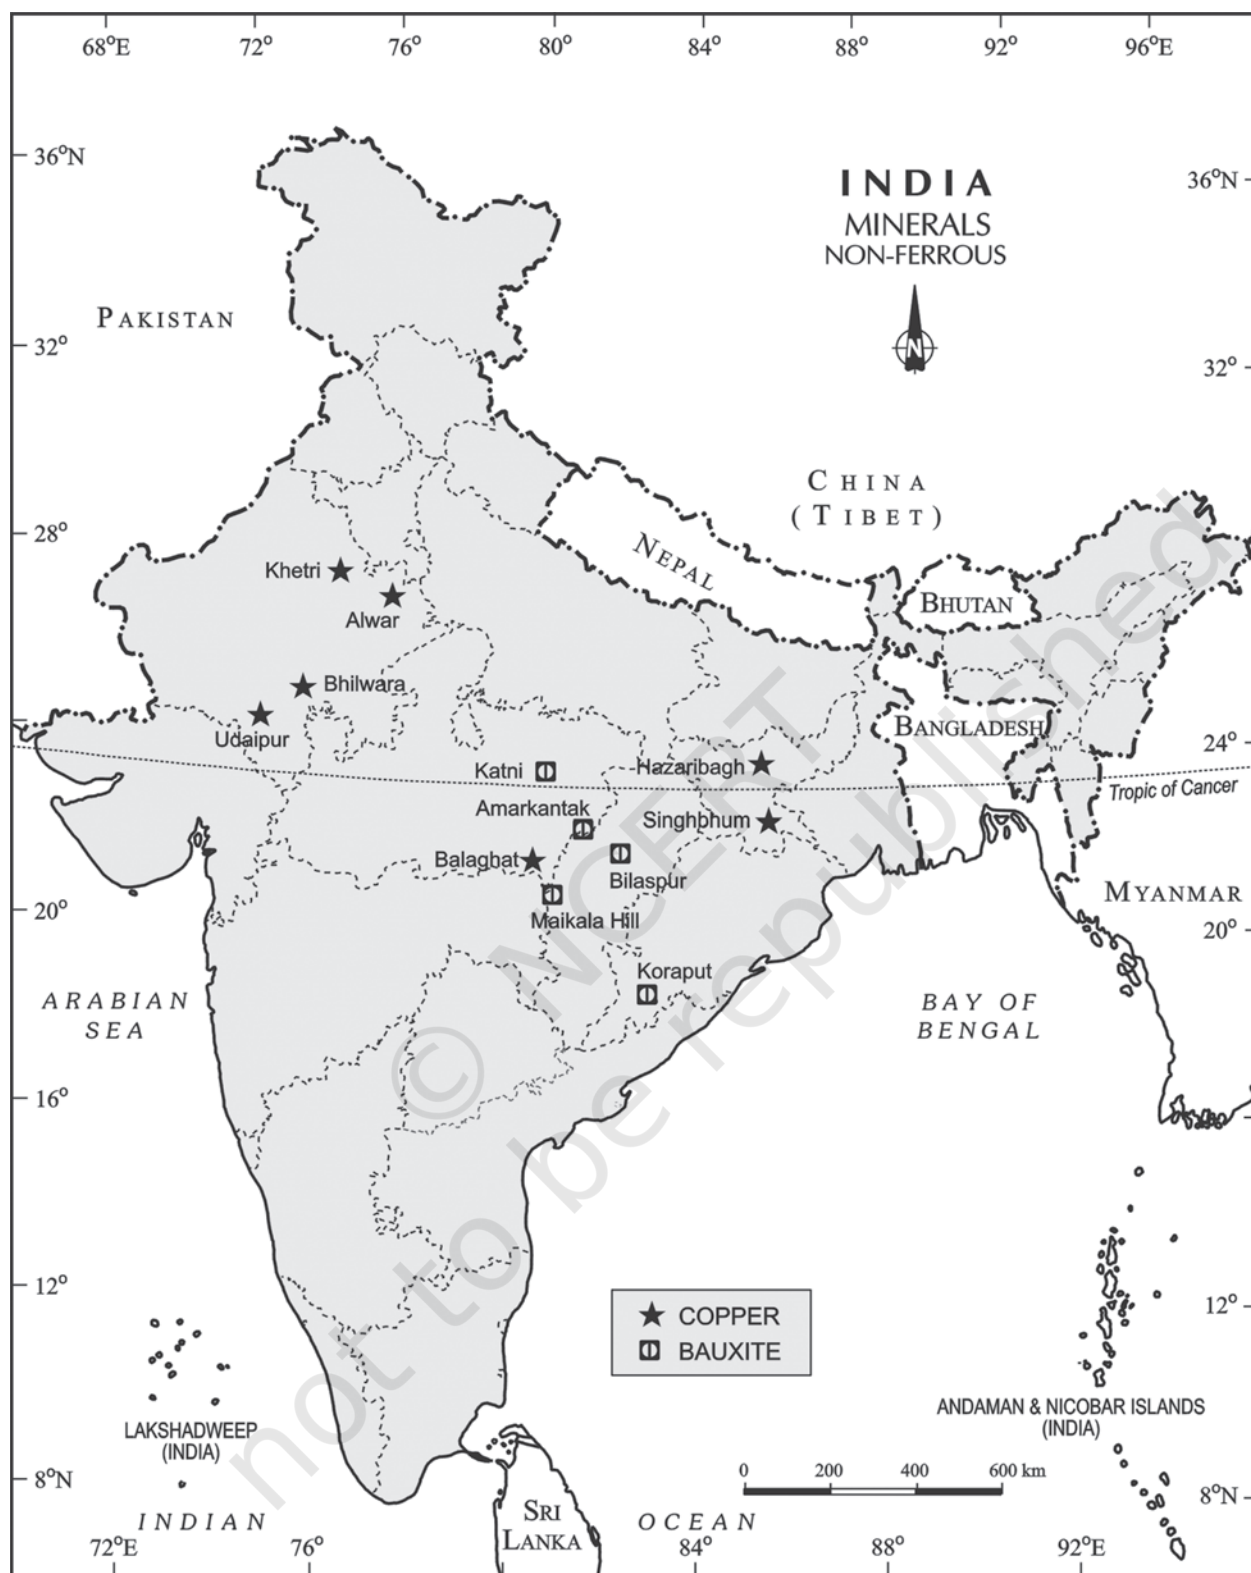 68°E 72° 76° 80° 84° 88° 92° 96°E
36°N
36°N
INDIA
MINERALS
NON-FERROUS
N
PAKISTAN
32°
32°
CHINA
(TIBET)
28°
NEPAL
BHUTAN
Khetri
Alwar
Bhilwara
Udaipur
BANGLADESH
24°
Katni
Hazaribagh
Tropic of Cancer
Amarkantak
Singhbhum
Balaghat
Bilaspur
Maikala Hill
MYANMAR
20°
20°
Koraput
ARABIAN
SEA
BAY OF
BENGAL
16°
12°
12°
COPPER
BAUXITE
LAKSHADWEEP
(INDIA)
ANDAMAN & NICOBAR ISLANDS
(INDIA)
8°N
0 200 400 600 km
8°N
SRI
LANKA
INDIAN OCEAN
72°E 76° 84° 88° 92°E
© NCERT
not to be republished